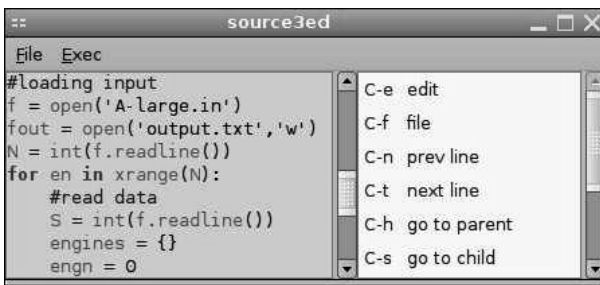 source3ed
File Exec
#loading input
f = open('A-large.in')
fout = open('output.txt','w')
N = int(f.readline())
for en in xrange(N):
#read data
S = int(f.readline())
engines = {}
engn = 0
C-e edit
C-f file
C-n prev line
C-t next line
C-h go to parent
C-s go to child